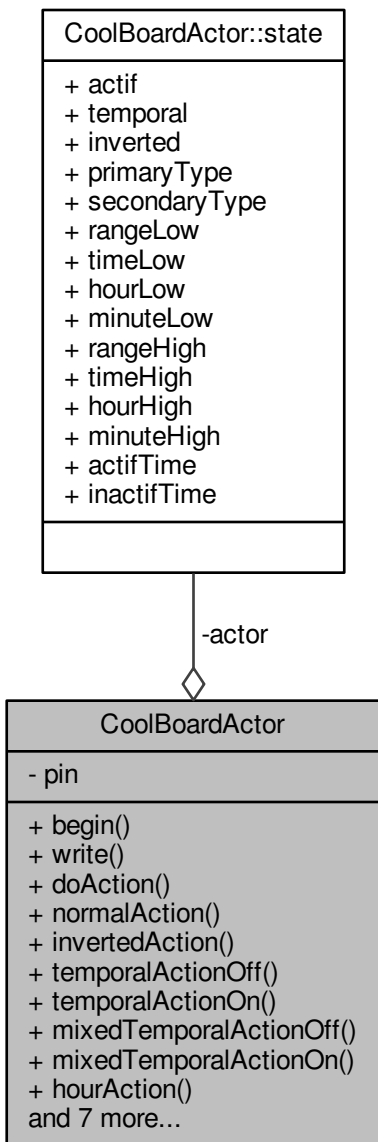 CoolBoardActor::state
+ actif
+ temporal
+ inverted
+ primaryType
+ secondaryType
+ rangeLow
+ timeLow
+ hourLow
+ minuteLow
+ rangeHigh
+ timeHigh
+ hourHigh
+ minuteHigh
+ actifTime
+ inactifTime
-actor
CoolBoardActor
- pin
+ begin()
+ write()
+ doAction()
+ normalAction()
+ invertedAction()
+ temporalActionOff()
+ temporalActionOn()
+ mixedTemporalActionOff()
+ mixedTemporalActionOn()
+ hourAction()
and 7 more...